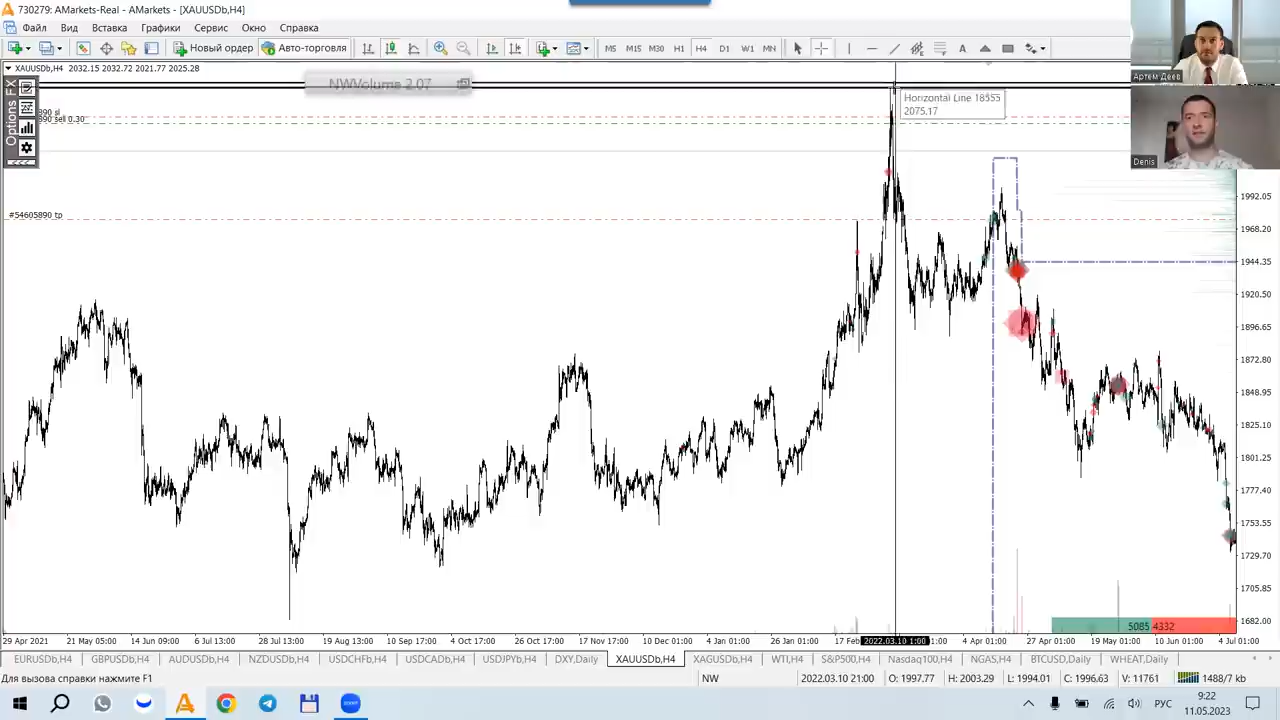 730279: AMarkets-Real - AMarkets - [XAUUSDb,H4]
Файл Вид Вставка Графики Сервис Окно Справка
Новый ордер Авто-торговля M5 M15 M30 H1 H4 D1 W1 MN
XAUUSDb,H4 2032.15 2032.72 2021.77 2025.28
NWVolume 2.07
Options FX
Horizontal Line 18555
2075.17
890 sl
890 sell 0.30
#54605890 tp
Артем Деев
Denis
1992.05
1968.20
1944.35
1920.50
1896.65
1872.80
1848.95
1825.10
1801.25
1777.40
1753.55
1729.70
1705.85
1682.00
5085 4332
29 Apr 2021 21 May 05:00 14 Jun 09:00 6 Jul 13:00 28 Jul 13:00 19 Aug 13:00 10 Sep 13:00 4 Oct 17:00 26 Oct 17:00 17 Nov 17:00 10 Dec 01:00 4 Jan 01:00 26 Jan 01:00 17 Feb 2022.03.10 1:00 1:00 4 Apr 01:00 27 Apr 01:00 19 May 01:00 10 Jun 01:00 4 Jul 01:00
EURUSDb,H4 GBPUSDb,H4 AUDUSDb,H4 NZDUSDb,H4 USDCHFb,H4 USDCADb,H4 USDJPYb,H4 DXY,Daily XAUUSDb,H4 XAGUSDb,H4 WTI,H4 S&P500,H4 Nasdaq100,H4 NGAS,H4 BTCUSD,Daily WHEAT,Daily
Для вызова справки нажмите F1 NW 2022.03.10 21:00 O: 1997.77 H: 2003.29 L: 1994.01 C: 1996.63 V: 11761 1488/7 kb
РУС
9:22
11.05.2023